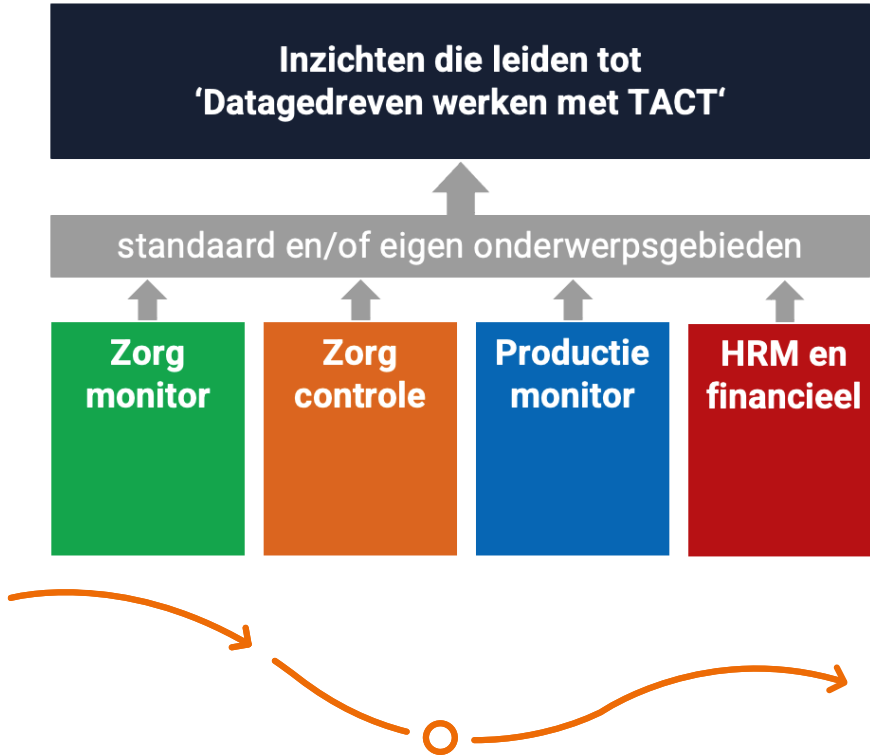 Inzichten die leiden tot
‘Datagedreven werken met TACT‘
standaard en/of eigen onderwerpsgebieden
Zorg
monitor
Zorg
controle
Productie
monitor
HRM en
financieel